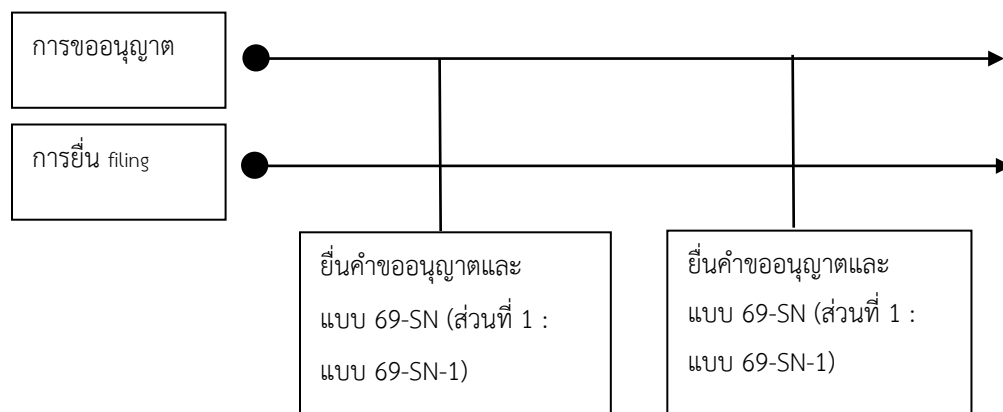 การขออนุญาต
การยื่น filing
ยื่นคำขออนุญาตและ
แบบ 69-SN (ส่วนที่ 1 :
แบบ 69-SN-1)
ยื่นคำขออนุญาตและ
แบบ 69-SN (ส่วนที่ 1 :
แบบ 69-SN-1)